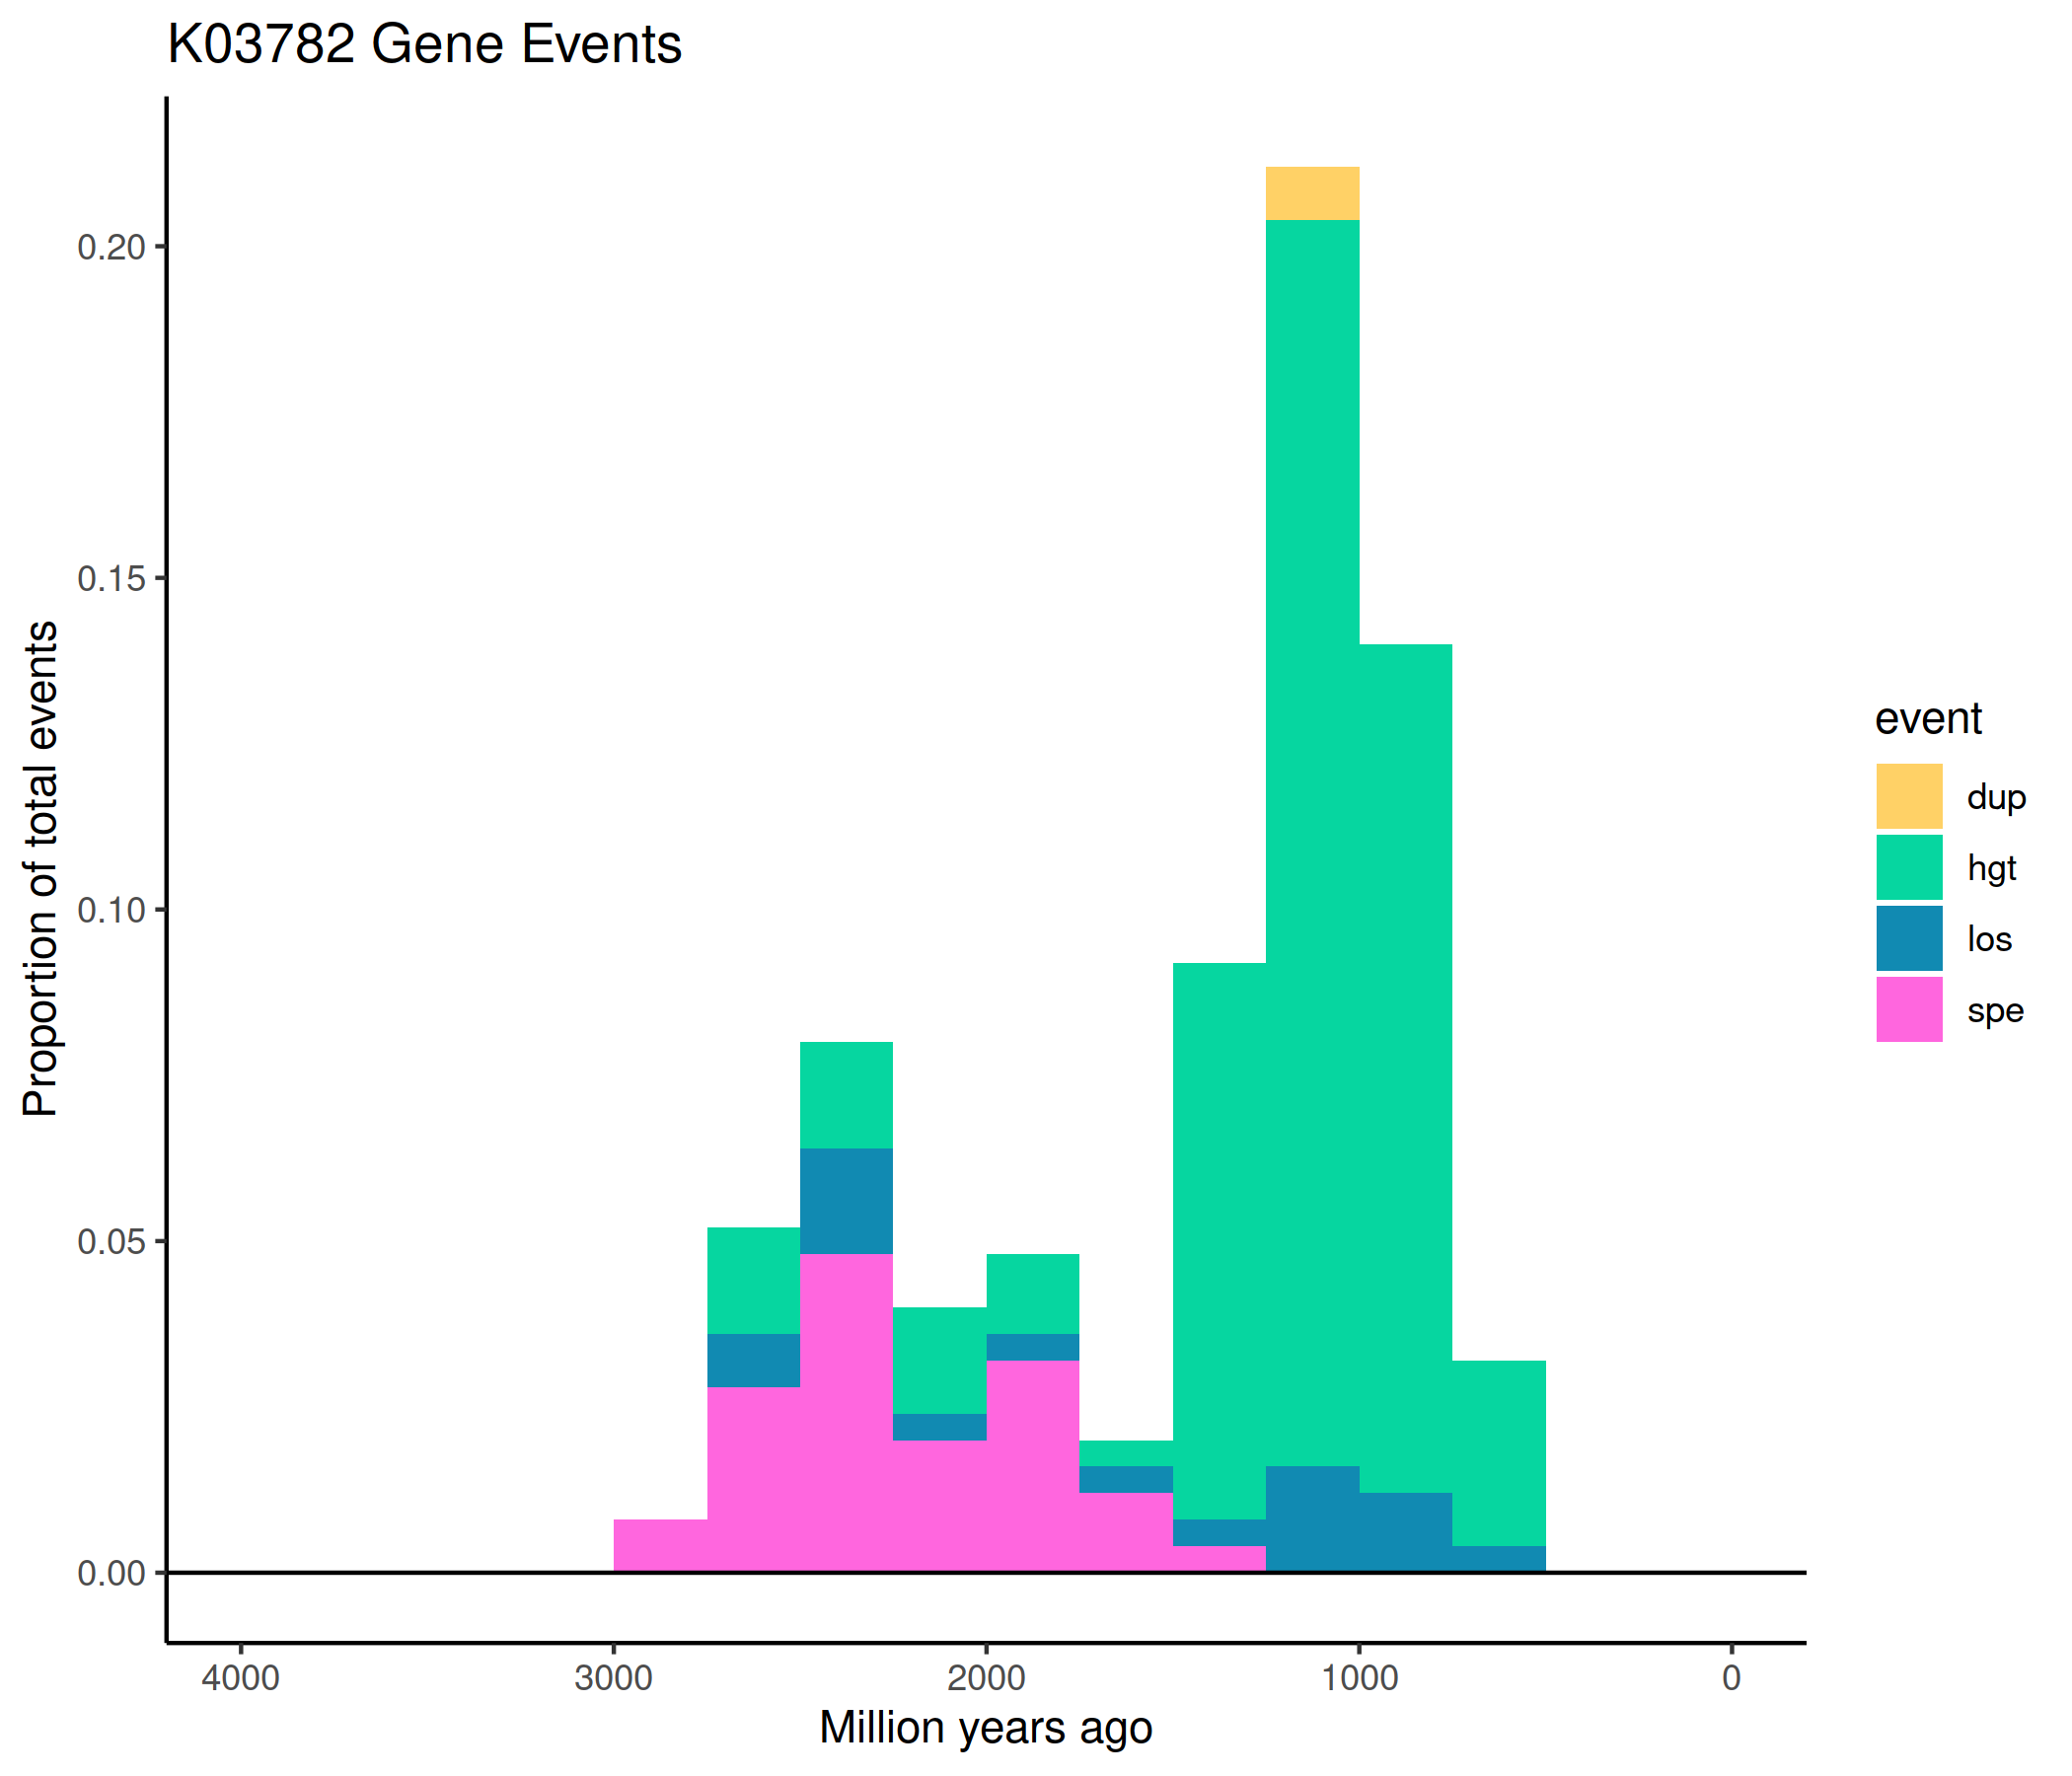 K03782 Gene Events
Proportion of total events
0.20
0.15
0.10
0.05
0.00
4000 3000 2000 1000 0
Million years ago
event
dup
hgt
los
spe